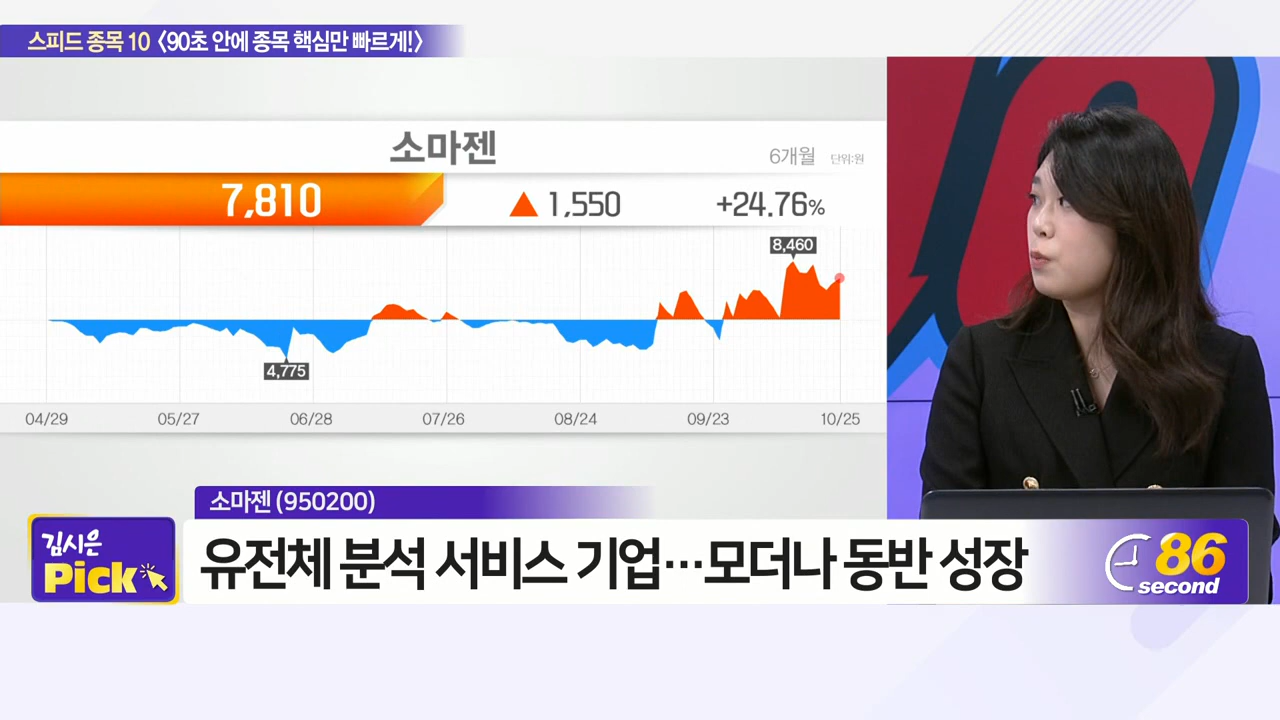 스피드 종목 10 〈90초 안에 종목 핵심만 빠르게!〉
소마젠
6개월 단위:원
7,810 ▲ 1,550 +24.76%
8,460
4,775
04/29 05/27 06/28 07/26 08/24 09/23 10/25
소마젠 (950200)
김시은
Pick
유전체 분석 서비스 기업…모더나 동반 성장
86
second